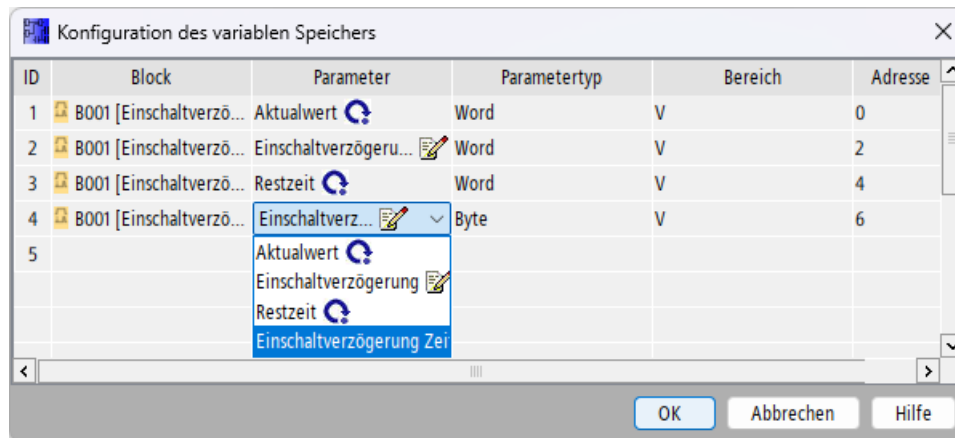 Konfiguration des variablen Speichers
ID Block Parameter Parametertyp Bereich Adresse
1 B001 [Einschaltverzö... Aktualwert Word V 0
2 B001 [Einschaltverzö... Einschaltverzögeru... Word V 2
3 B001 [Einschaltverzö... Restzeit Word V 4
4 B001 [Einschaltverzö... Einschaltverz... Byte V 6
5
Aktualwert
Einschaltverzögerung
Restzeit
Einschaltverzögerung Zei
OK Abbrechen Hilfe